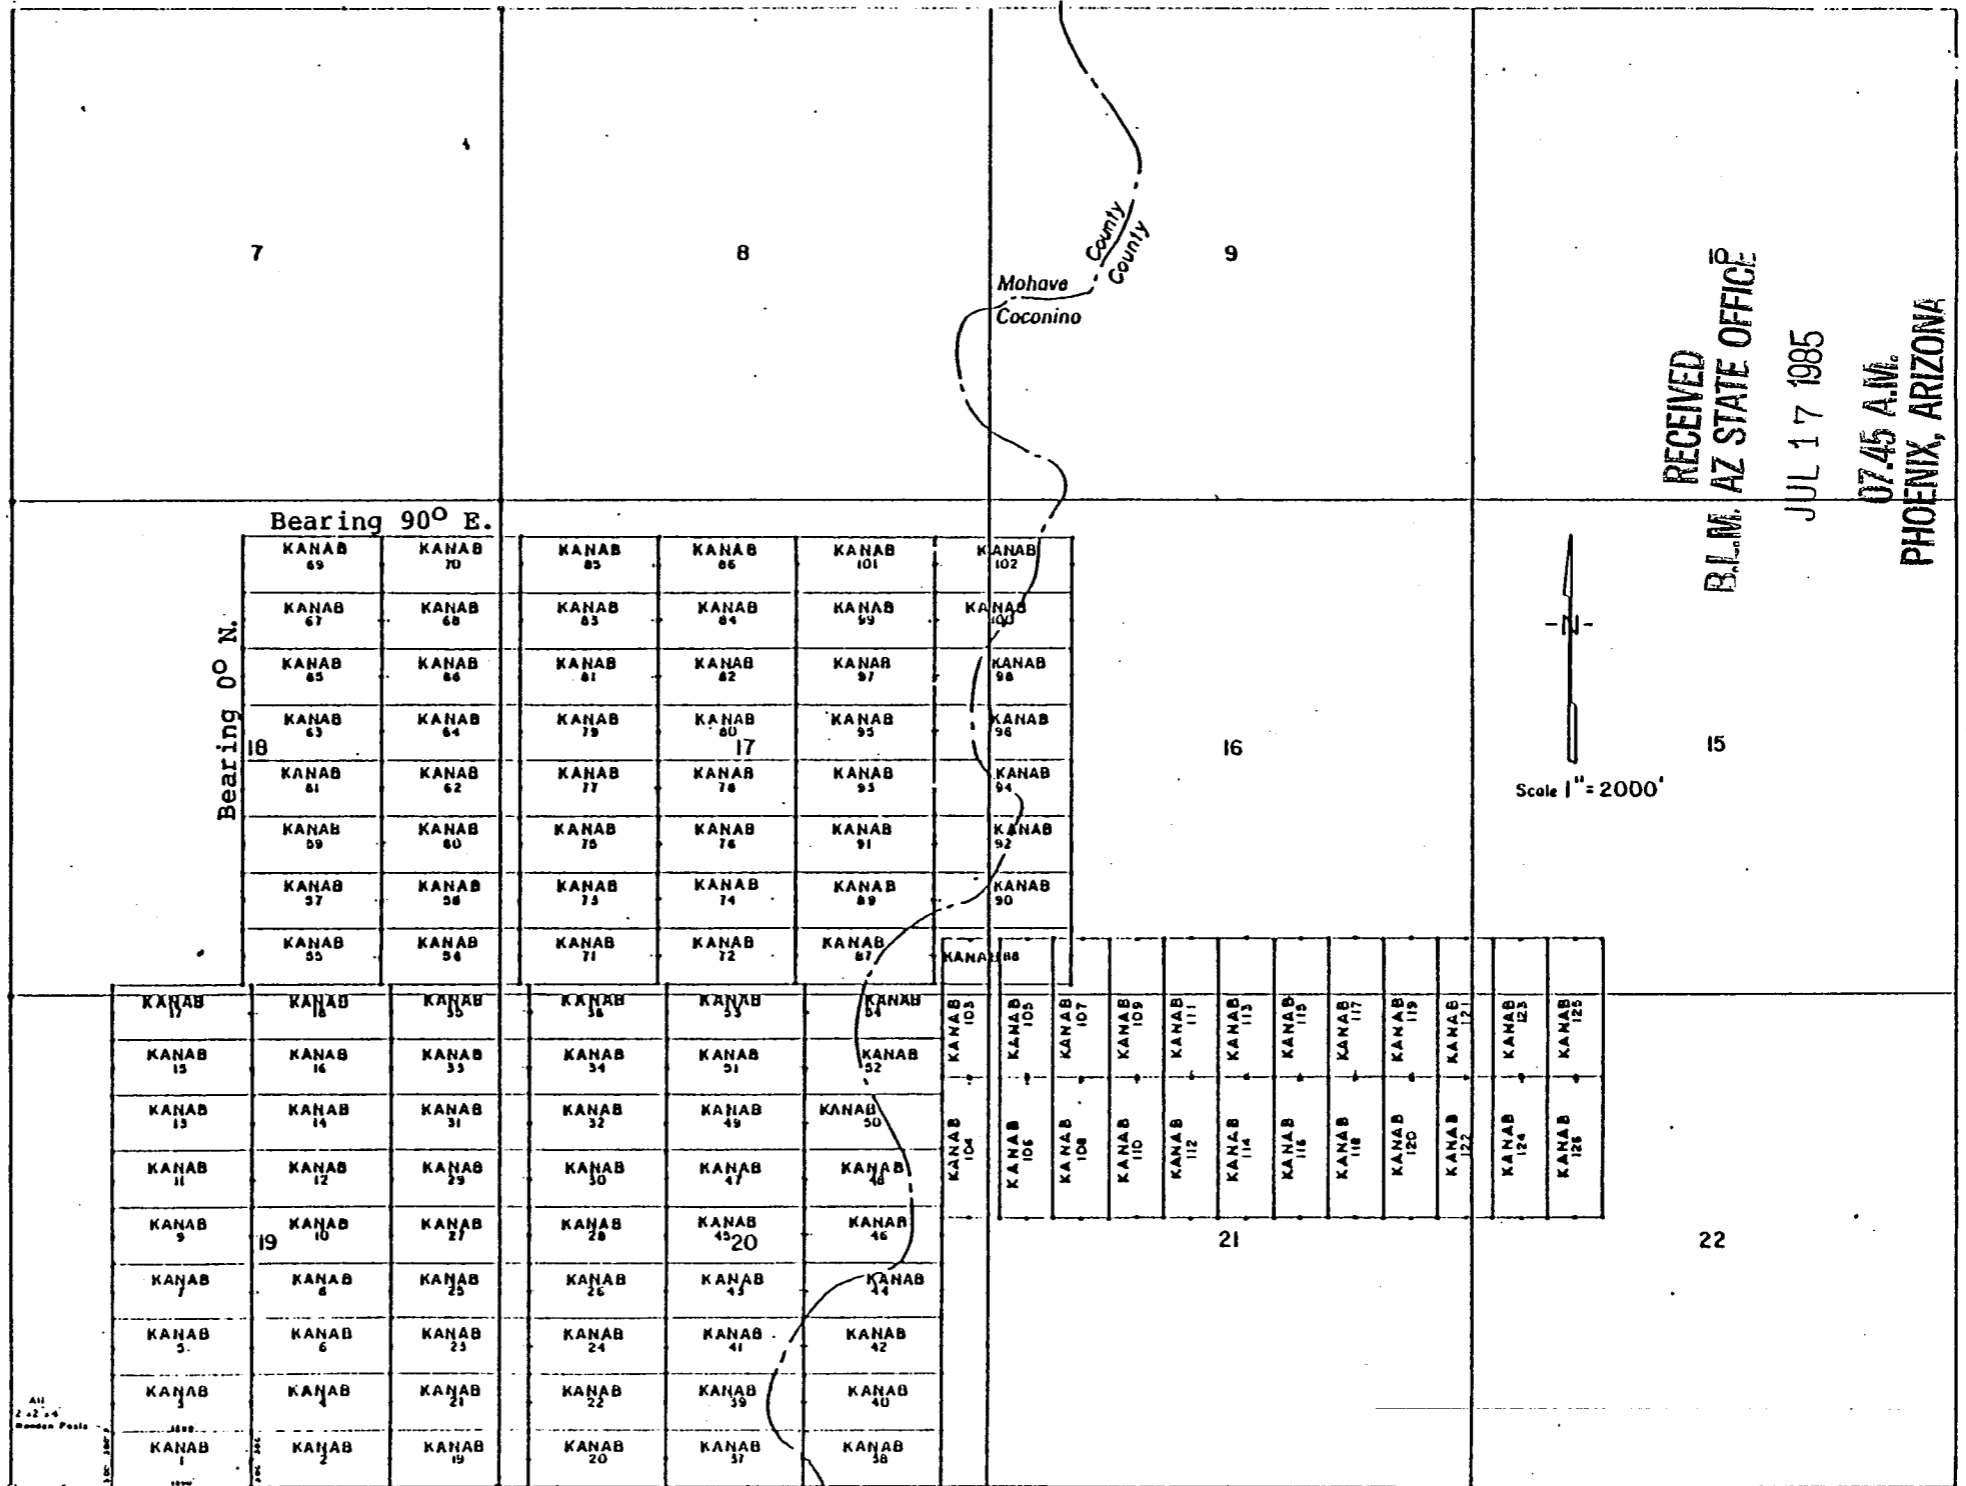 7
8
9
10
County
County
Mohave
Coconino
RECEIVED
B.L.M. AZ STATE OFFICE
JUL 17 1985
07:45 A.M.
PHOENIX, ARIZONA
Bearing 90° E.
Bearing 0° N.
KANAB 69 KANAB 70 KANAB 85 KANAB 86 KANAB 101 KANAB 102
KANAB 67 KANAB 68 KANAB 83 KANAB 84 KANAB 99 KANAB 100
KANAB 65 KANAB 66 KANAB 81 KANAB 82 KANAB 97 KANAB 98
KANAB 63 KANAB 64 KANAB 79 KANAB 80 KANAB 95 KANAB 96
18
17
16
15
N
Scale 1" = 2000'
KANAB 61 KANAB 62 KANAB 77 KANAB 78 KANAB 93 KANAB 94
KANAB 59 KANAB 60 KANAB 75 KANAB 76 KANAB 91 KANAB 92
KANAB 57 KANAB 58 KANAB 73 KANAB 74 KANAB 89 KANAB 90
KANAB 55 KANAB 56 KANAB 71 KANAB 72 KANAB 87 KANAB 88
KANAB 17 KANAB 18 KANAB 35 KANAB 36 KANAB 53 KANAB 54
KANAB 15 KANAB 16 KANAB 33 KANAB 34 KANAB 51 KANAB 52
KANAB 13 KANAB 14 KANAB 31 KANAB 32 KANAB 49 KANAB 50
KANAB 11 KANAB 12 KANAB 29 KANAB 30 KANAB 47 KANAB 48
KANAB 9 KANAB 10 KANAB 27 KANAB 28 KANAB 45 KANAB 46
19
20
21
22
KANAB 7 KANAB 8 KANAB 25 KANAB 26 KANAB 43 KANAB 44
KANAB 5 KANAB 6 KANAB 23 KANAB 24 KANAB 41 KANAB 42
KANAB 3 KANAB 4 KANAB 21 KANAB 22 KANAB 39 KANAB 40
KANAB 1 KANAB 2 KANAB 19 KANAB 20 KANAB 37 KANAB 38
KANAB 103 KANAB 105 KANAB 107 KANAB 109 KANAB 111 KANAB 113 KANAB 115 KANAB 117 KANAB 119 KANAB 121 KANAB 123 KANAB 125
KANAB 104 KANAB 106 KANAB 108 KANAB 110 KANAB 112 KANAB 114 KANAB 116 KANAB 118 KANAB 120 KANAB 122 KANAB 124 KANAB 126
All
Wooden Posts